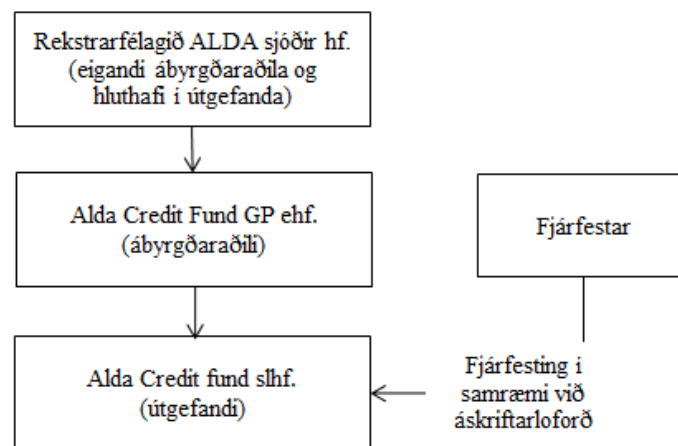 Rekstrarfélagið ALDA sjóðir hf.
(eigandi ábyrgðaraðila og
hluthafi í útgefanda)
Alda Credit Fund GP ehf.
(ábyrgðaraðili)
Fjárfestar
Alda Credit fund slhf.
(útgefandi)
Fjárfesting í
samræmi við
áskriftarloforð